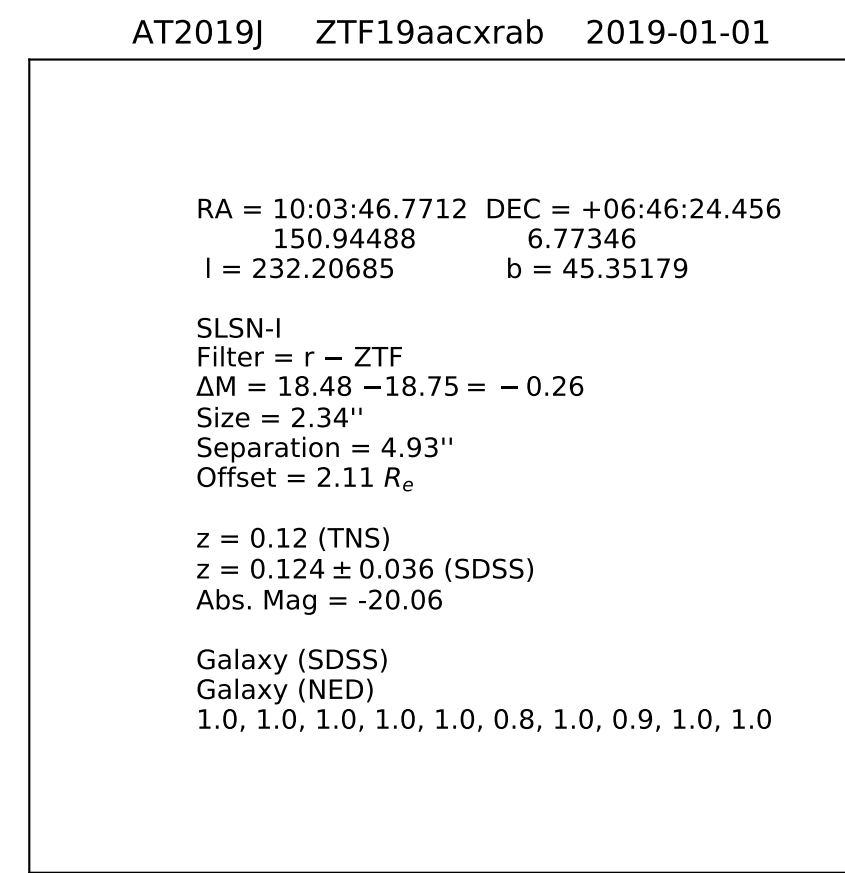 AT2019J ZTF19aacxrab 2019-01-01
RA = 10:03:46.7712 DEC = +06:46:24.456
150.94488 6.77346
l = 232.20685 b = 45.35179
SLSN-I
Filter = r − ZTF
ΔM = 18.48 −18.75 = − 0.26
Size = 2.34''
Separation = 4.93''
Offset = 2.11 Rₑ
z = 0.12 (TNS)
z = 0.124 ± 0.036 (SDSS)
Abs. Mag = -20.06
Galaxy (SDSS)
Galaxy (NED)
1.0, 1.0, 1.0, 1.0, 1.0, 0.8, 1.0, 0.9, 1.0, 1.0